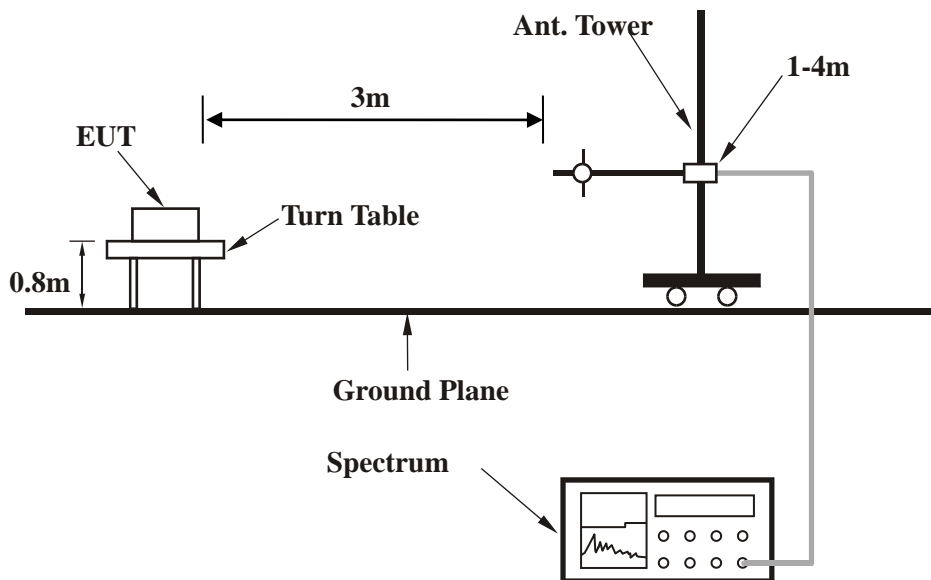 Ant. Tower
1-4m
3m
EUT
Turn Table
0.8m
Ground Plane
Spectrum